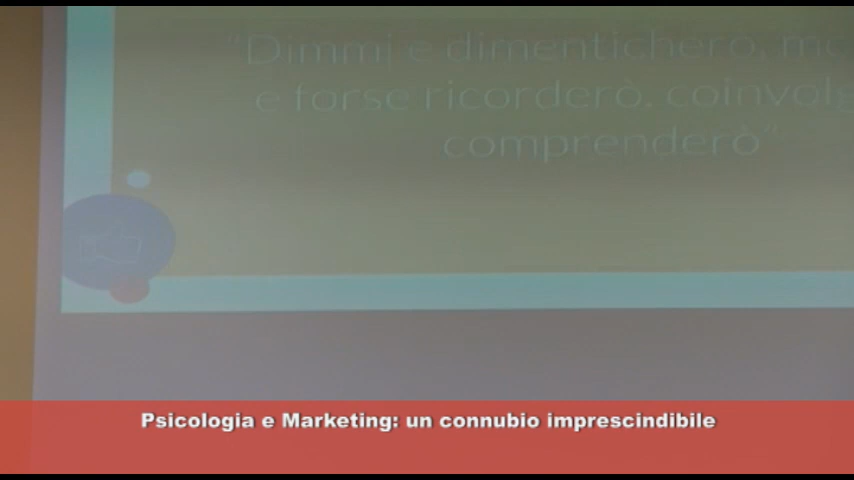 "Dimmi e dimenticherò, mo
e forse ricorderò, coinvolg
comprenderò"
Psicologia e Marketing: un connubio imprescindibile